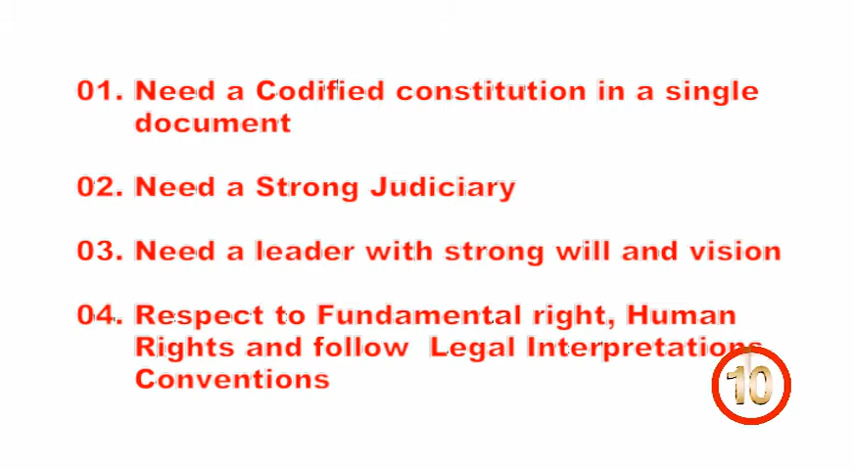 01. Need a Codified constitution in a single
document
02. Need a Strong Judiciary
03. Need a leader with strong will and vision
04. Respect to Fundamental right, Human
Rights and follow Legal Interpretations
Conventions
10